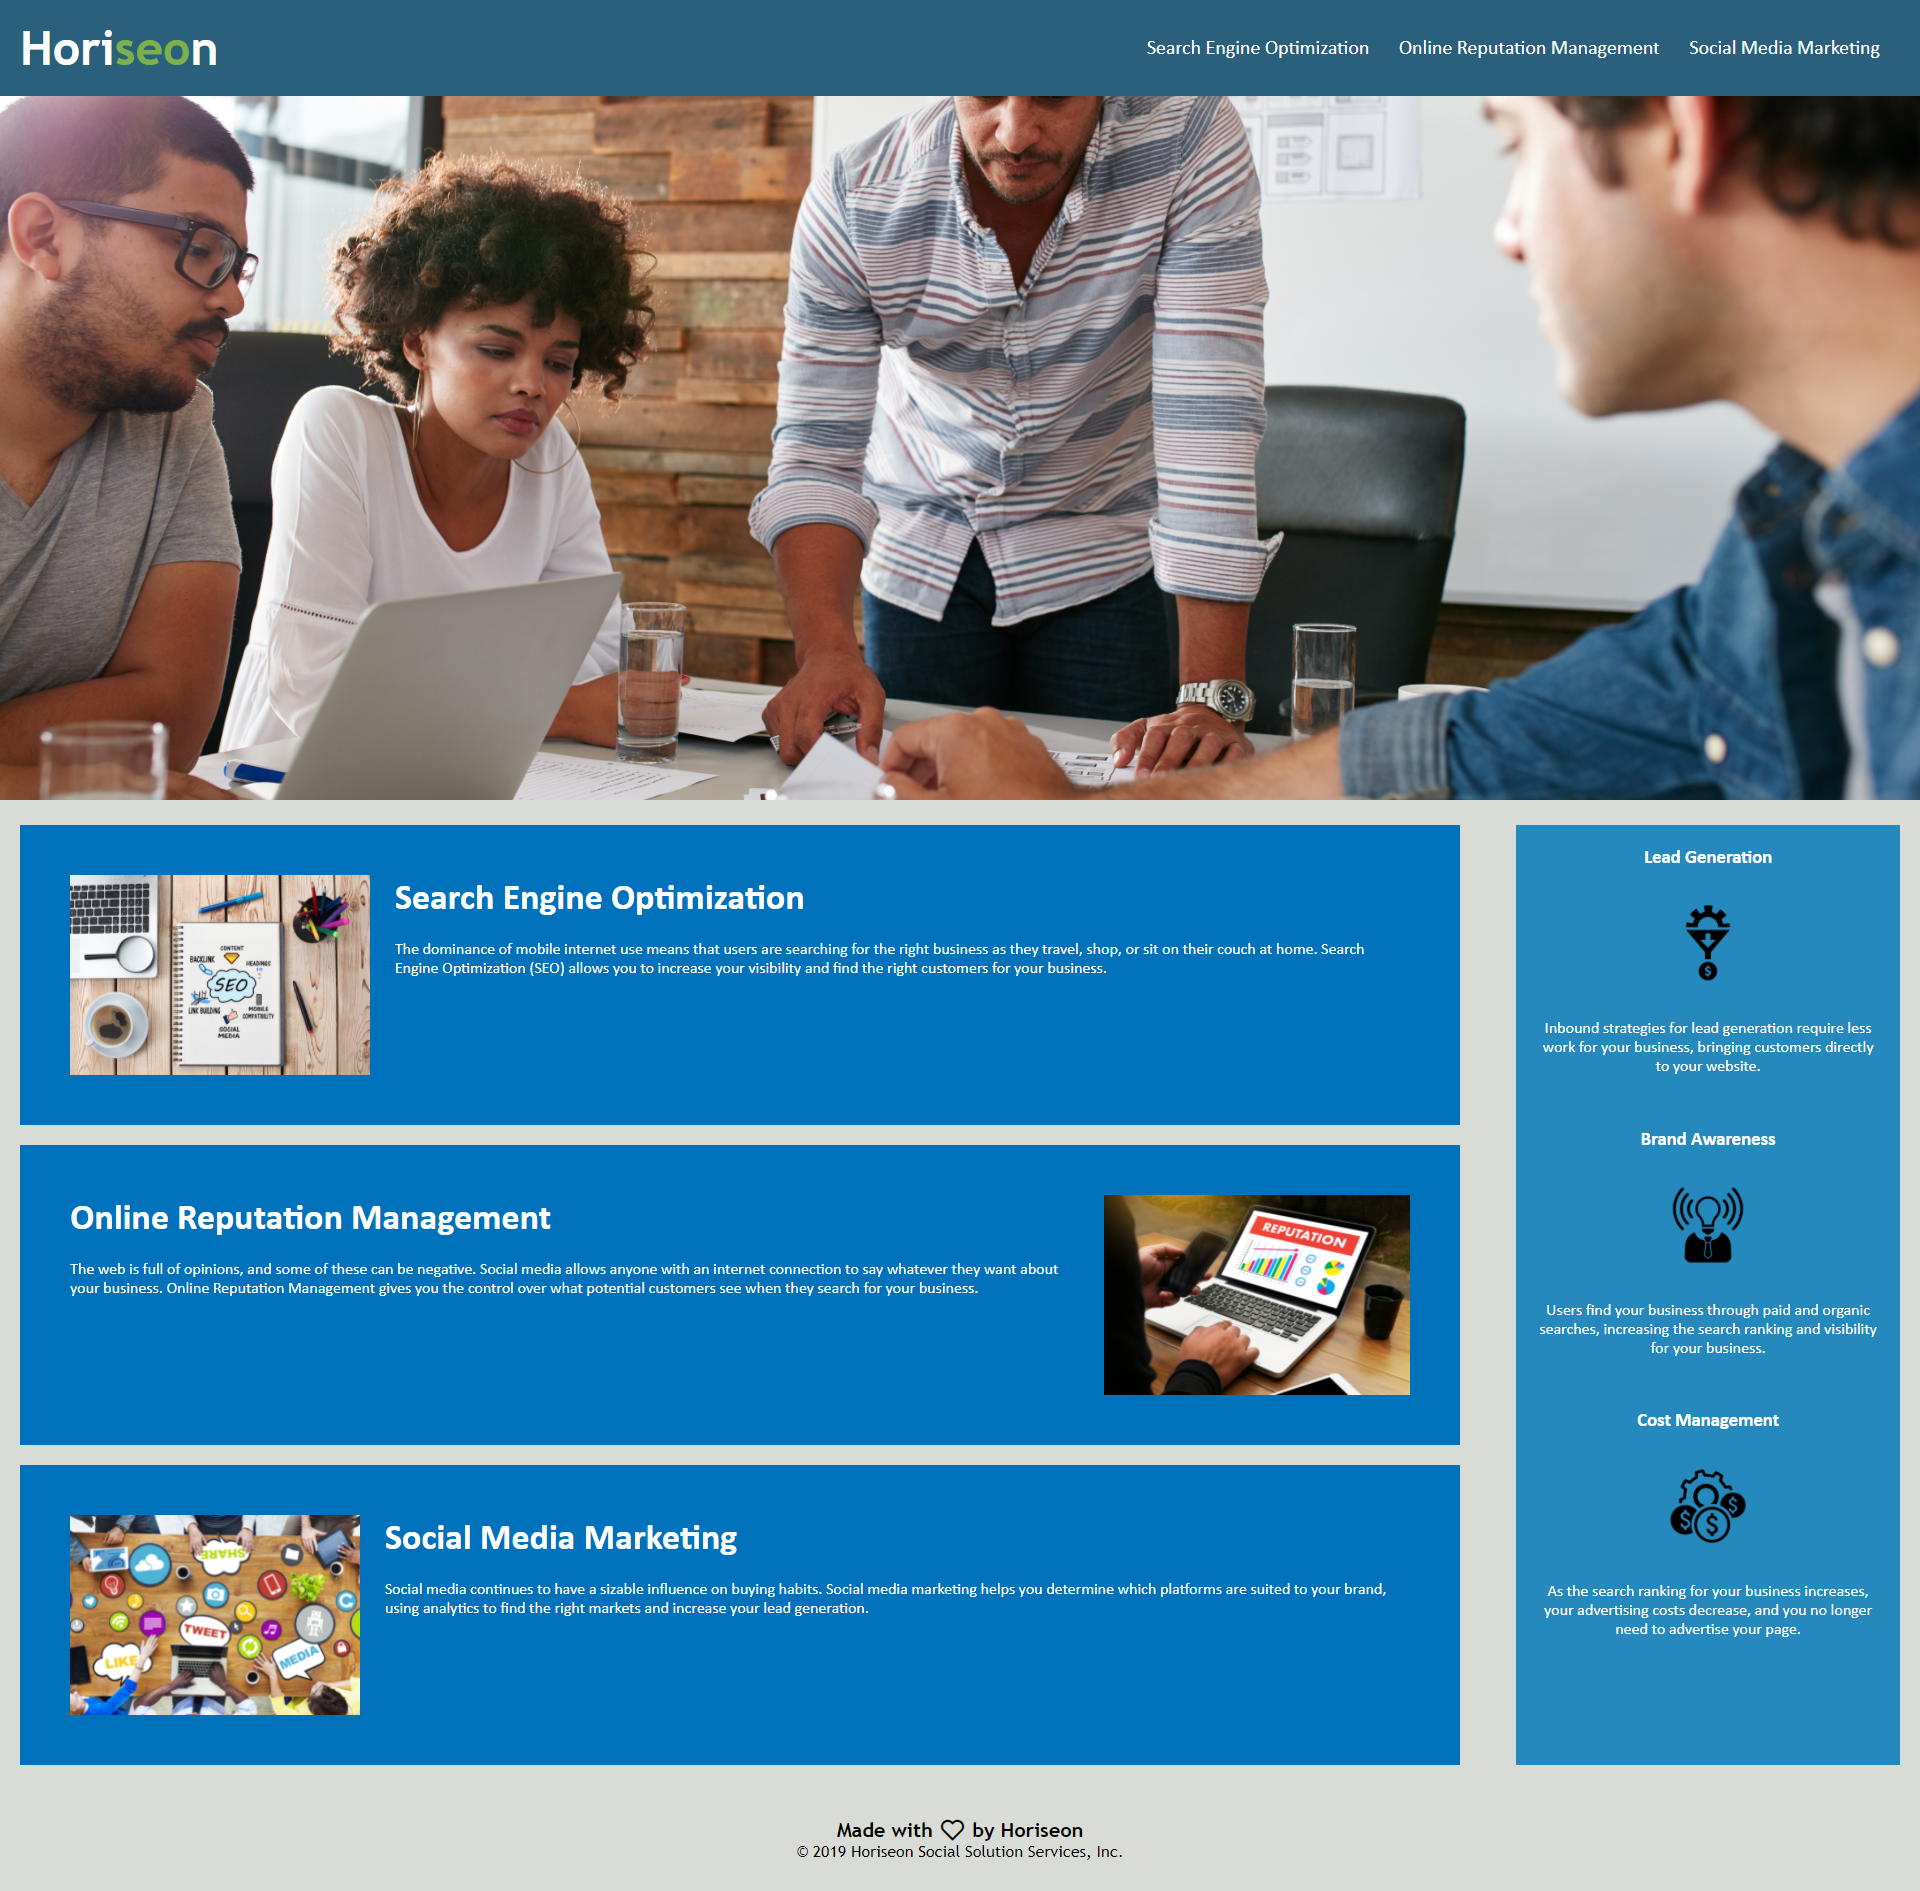 Horiseon
Search Engine Optimization Online Reputation Management Social Media Marketing
Search Engine Optimization
The dominance of mobile internet use means that users are searching for the right business as they travel, shop, or sit on their couch at home. Search
Engine Optimization (SEO) allows you to increase your visibility and find the right customers for your business.
CONTENT
BACKLINK
HEADINGS
SEO
LINK BUILDING
MOBILE
COMPATIBILITY
SOCIAL
MEDIA
Online Reputation Management
The web is full of opinions, and some of these can be negative. Social media allows anyone with an internet connection to say whatever they want about
your business. Online Reputation Management gives you the control over what potential customers see when they search for your business.
REPUTATION
Social Media Marketing
Social media continues to have a sizable influence on buying habits. Social media marketing helps you determine which platforms are suited to your brand,
using analytics to find the right markets and increase your lead generation.
SHARE
TWEET
LIKE
MEDIA
Lead Generation
$
Inbound strategies for lead generation require less
work for your business, bringing customers directly
to your website.
Brand Awareness
Users find your business through paid and organic
searches, increasing the search ranking and visibility
for your business.
Cost Management
$ $ $
As the search ranking for your business increases,
your advertising costs decrease, and you no longer
need to advertise your page.
Made with ♡ by Horiseon
© 2019 Horiseon Social Solution Services, Inc.